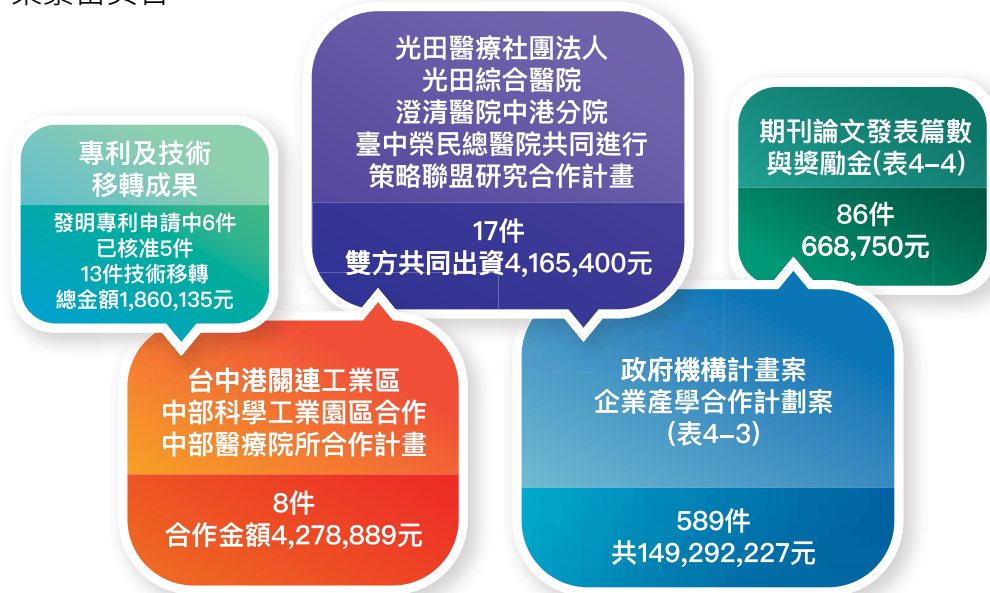 專利及技術
移轉成果
發明專利申請中6件
已核准5件
13件技術移轉
總金額1,860,135元
光田醫療社團法人
光田綜合醫院
澄清醫院中港分院
臺中榮民總醫院共同進行
策略聯盟研究合作計畫
17件
雙方共同出資4,165,400元
期刊論文發表篇數
與獎勵金(表4–4)
86件
668,750元
台中港關連工業區
中部科學工業園區合作
中部醫療院所合作計畫
8件
合作金額4,278,889元
政府機構計畫案
企業產學合作計劃案
(表4–3)
589件
共149,292,227元